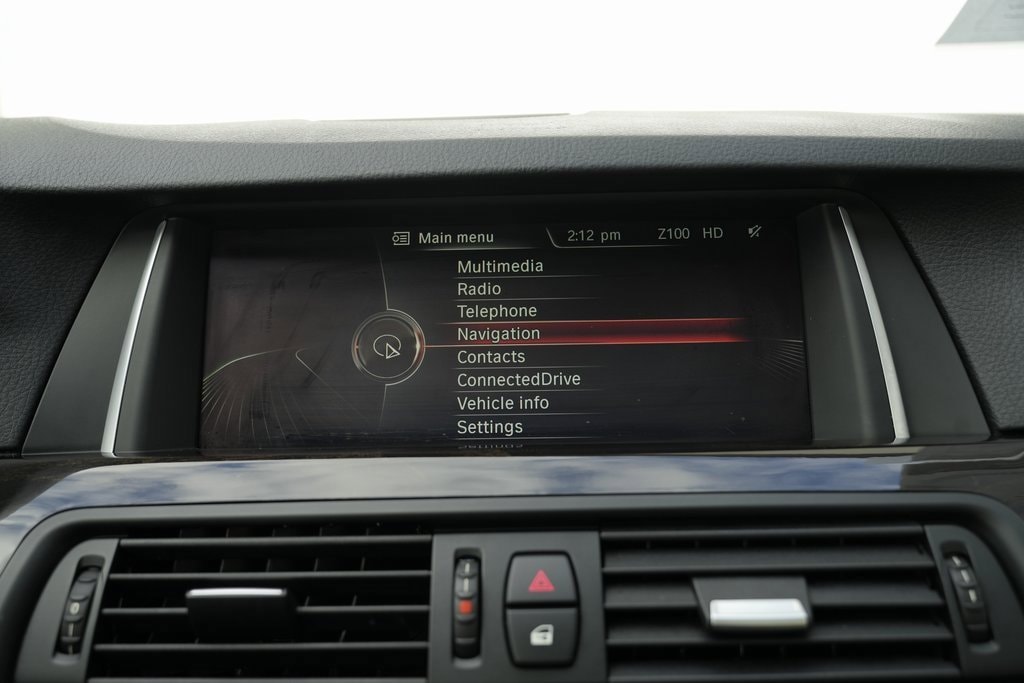 Main menu 2:12 pm Z100 HD
Multimedia
Radio
Telephone
Navigation
Contacts
ConnectedDrive
Vehicle info
Settings